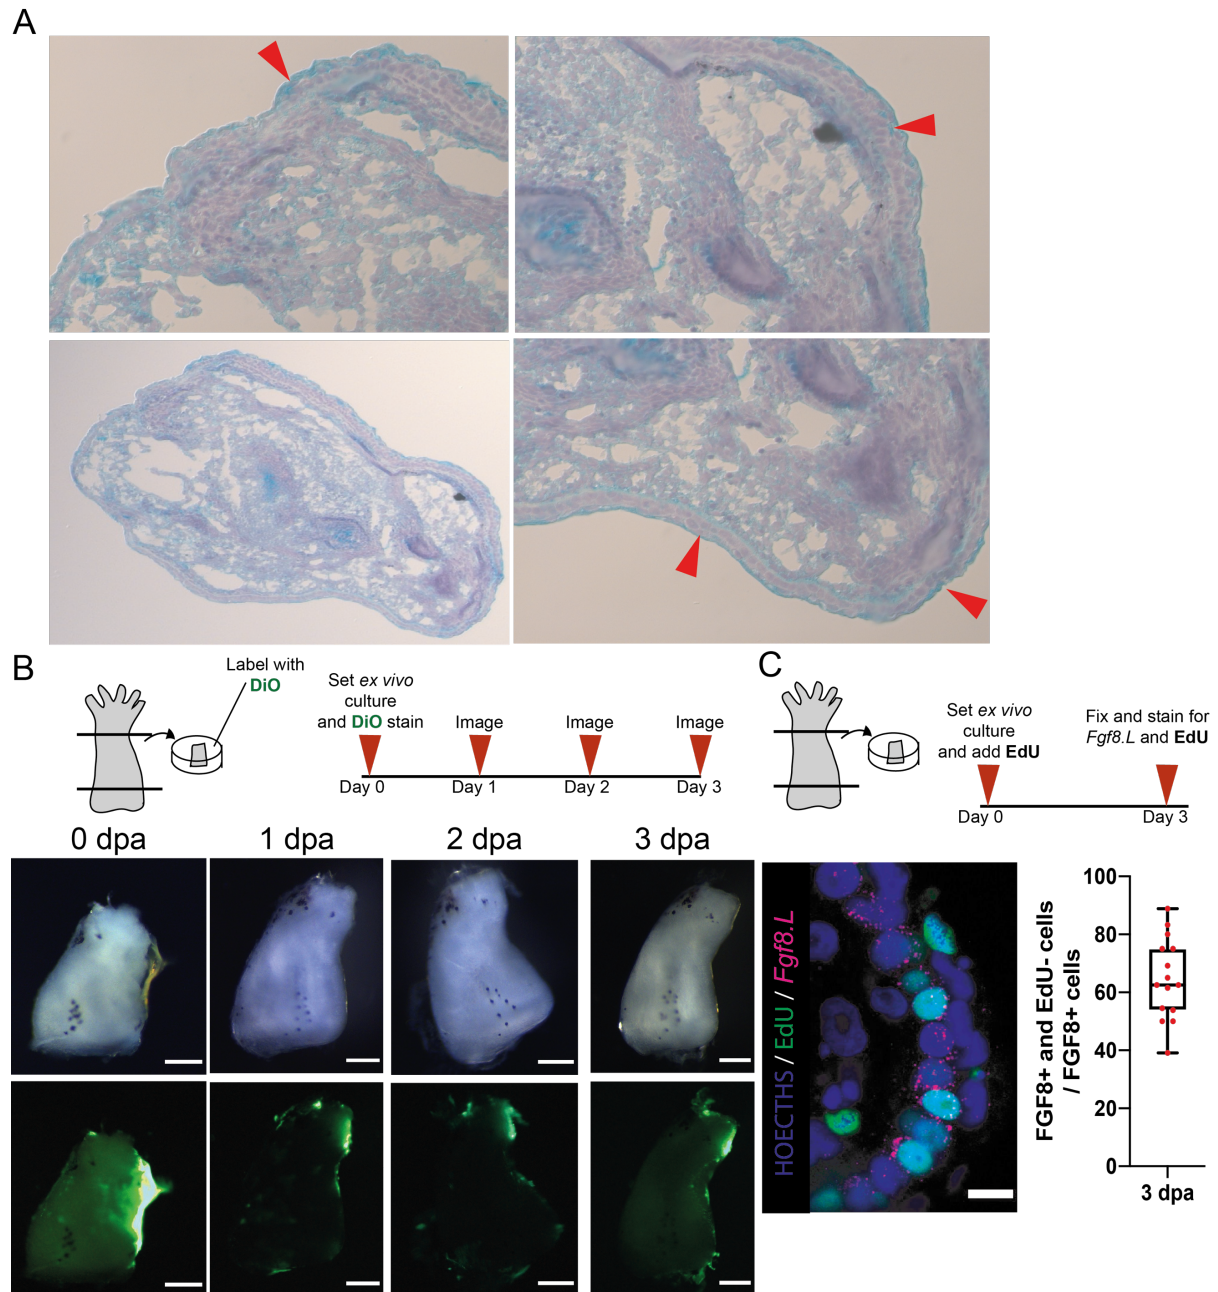 A
B
Label with
DiO
Set ex vivo
culture
and DiO stain
Image
Image
Image
Day 0
Day 1
Day 2
Day 3
0 dpa
1 dpa
2 dpa
3 dpa
C
Set ex vivo
culture
and add EdU
Fix and stain for
Fgf8.L and EdU
Day 0
Day 3
HOECTHS / EdU / Fgf8.L
FGF8+ and EdU- cells
/ FGF8+ cells
100
80
60
40
20
0
3 dpa